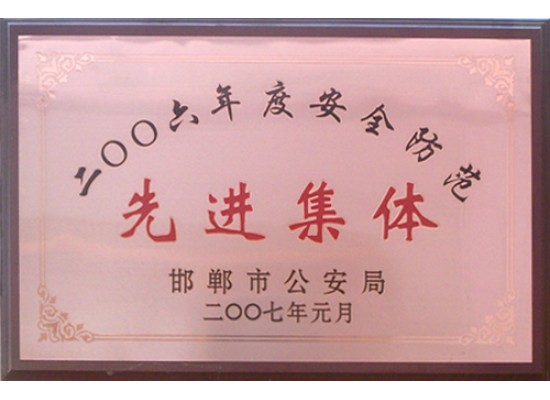 二〇〇六年度安全防范
先进集体
邯郸市公安局
二〇〇七年元月